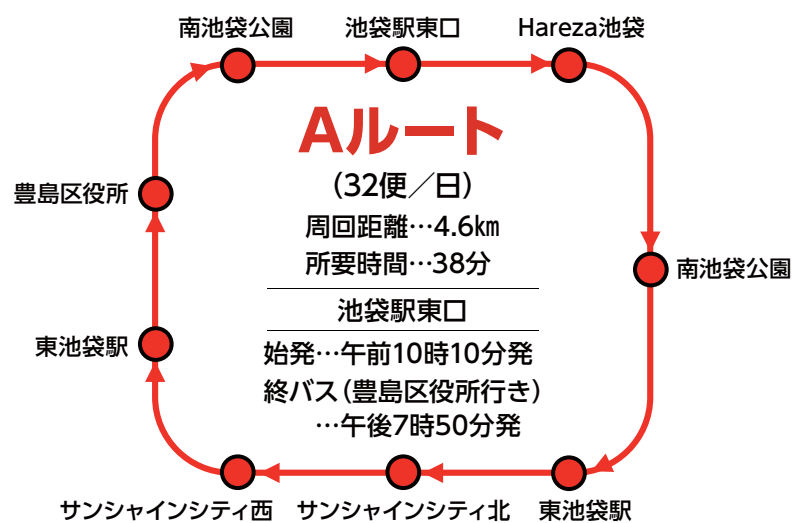 南池袋公園
池袋駅東口
Hareza池袋
Aルート
(32便／日)
豊島区役所
周回距離…4.6㎞
所要時間…38分
南池袋公園
池袋駅東口
東池袋駅
始発…午前10時10分発
終バス(豊島区役所行き)
…午後7時50分発
サンシャインシティ西
サンシャインシティ北
東池袋駅